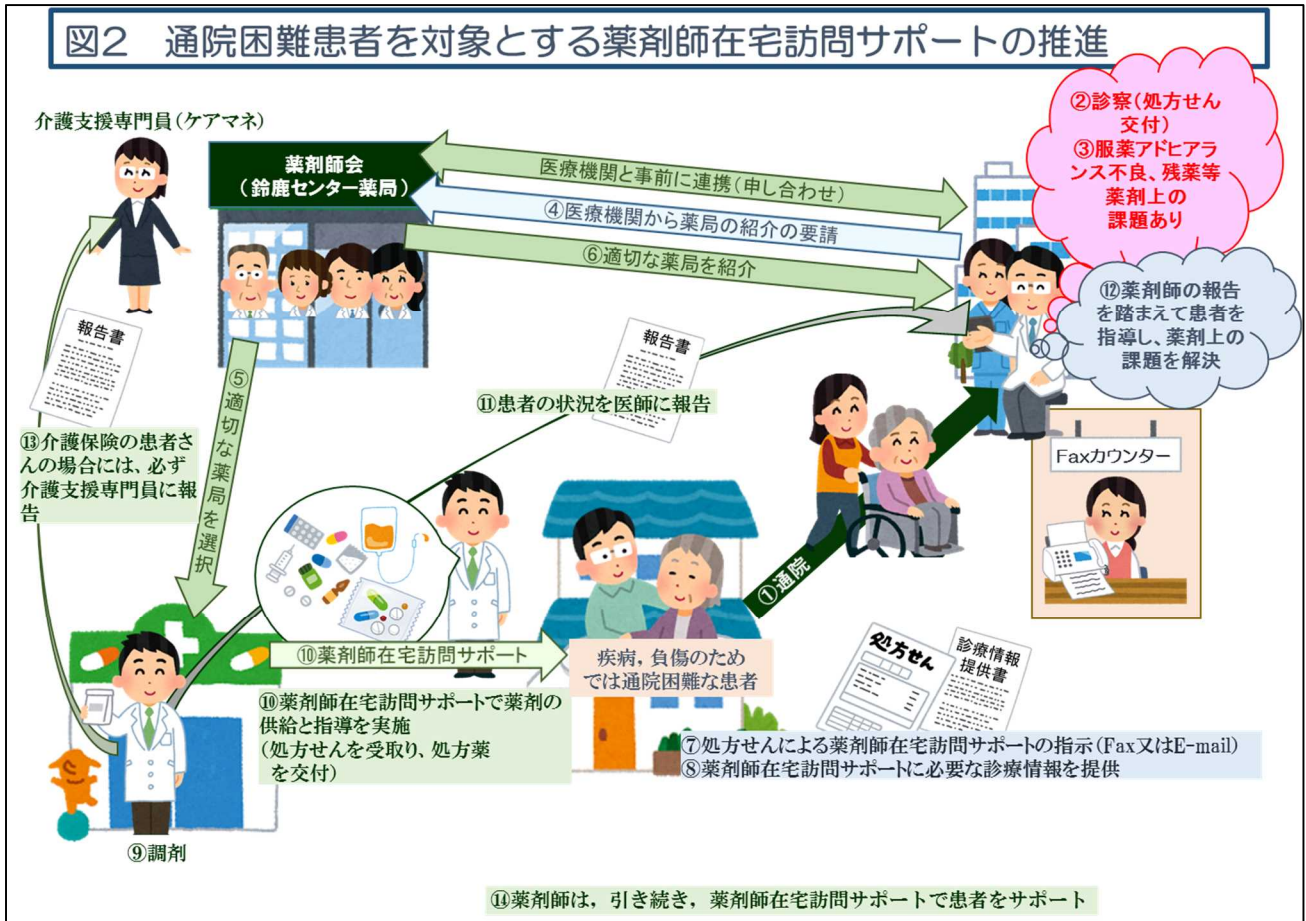 図2 通院困難患者を対象とする薬剤師在宅訪問サポートの推進
介護支援専門員(ケアマネ)
薬剤師会
(鈴鹿センター薬局)
医療機関と事前に連携(申し合わせ)
④医療機関から薬局の紹介の要請
⑥適切な薬局を紹介
②診察(処方せん
交付)
③服薬アドヒアラ
ンス不良、残薬等
薬剤上の
課題あり
⑫薬剤師の報告
を踏まえて患者を
指導し、薬剤上の
課題を解決
報告書
報告書
⑤適切な薬局を選択
⑪患者の状況を医師に報告
⑬介護保険の患者さ
んの場合には、必ず
介護支援専門員に報
告
Faxカウンター
①通院
⑩薬剤師在宅訪問サポート
疾病,負傷のため
では通院困難な患者
処方せん
診療情報
提供書
⑩薬剤師在宅訪問サポートで薬剤の
供給と指導を実施
(処方せんを受取り、処方薬
を交付)
⑦処方せんによる薬剤師在宅訪問サポートの指示(Fax又はE-mail)
⑧薬剤師在宅訪問サポートに必要な診療情報を提供
⑨調剤
⑭薬剤師は,引き続き,薬剤師在宅訪問サポートで患者をサポート